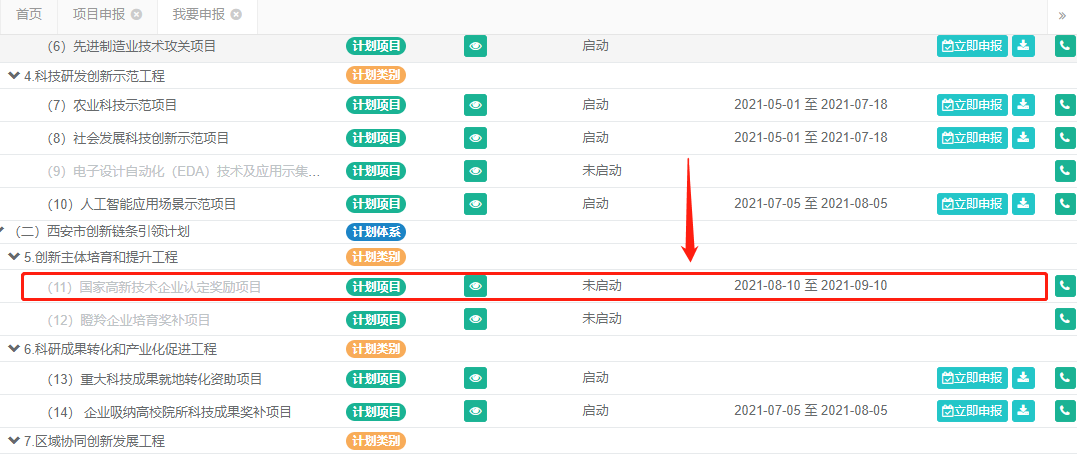 首页 项目申报 我要申报
（6）先进制造业技术攻关项目 计划项目 启动 立即申报
4.科技研发创新示范工程 计划类别
（7）农业科技示范项目 计划项目 启动 2021-05-01 至 2021-07-18 立即申报
（8）社会发展科技创新示范项目 计划项目 启动 2021-05-01 至 2021-07-18 立即申报
（9）电子设计自动化（EDA）技术及应用示集... 计划项目 未启动
（10）人工智能应用场景示范项目 计划项目 启动 2021-07-05 至 2021-08-05 立即申报
（二）西安市创新链条引领计划 计划体系
5.创新主体培育和提升工程 计划类别
（11）国家高新技术企业认定奖励项目 计划项目 未启动 2021-08-10 至 2021-09-10
（12）瞪羚企业培育奖补项目 计划项目 未启动
6.科研成果转化和产业化促进工程 计划类别
（13）重大科技成果就地转化资助项目 计划项目 启动 立即申报
（14） 企业吸纳高校院所科技成果奖补项目 计划项目 启动 2021-07-05 至 2021-08-05 立即申报
7.区域协同创新发展工程 计划类别